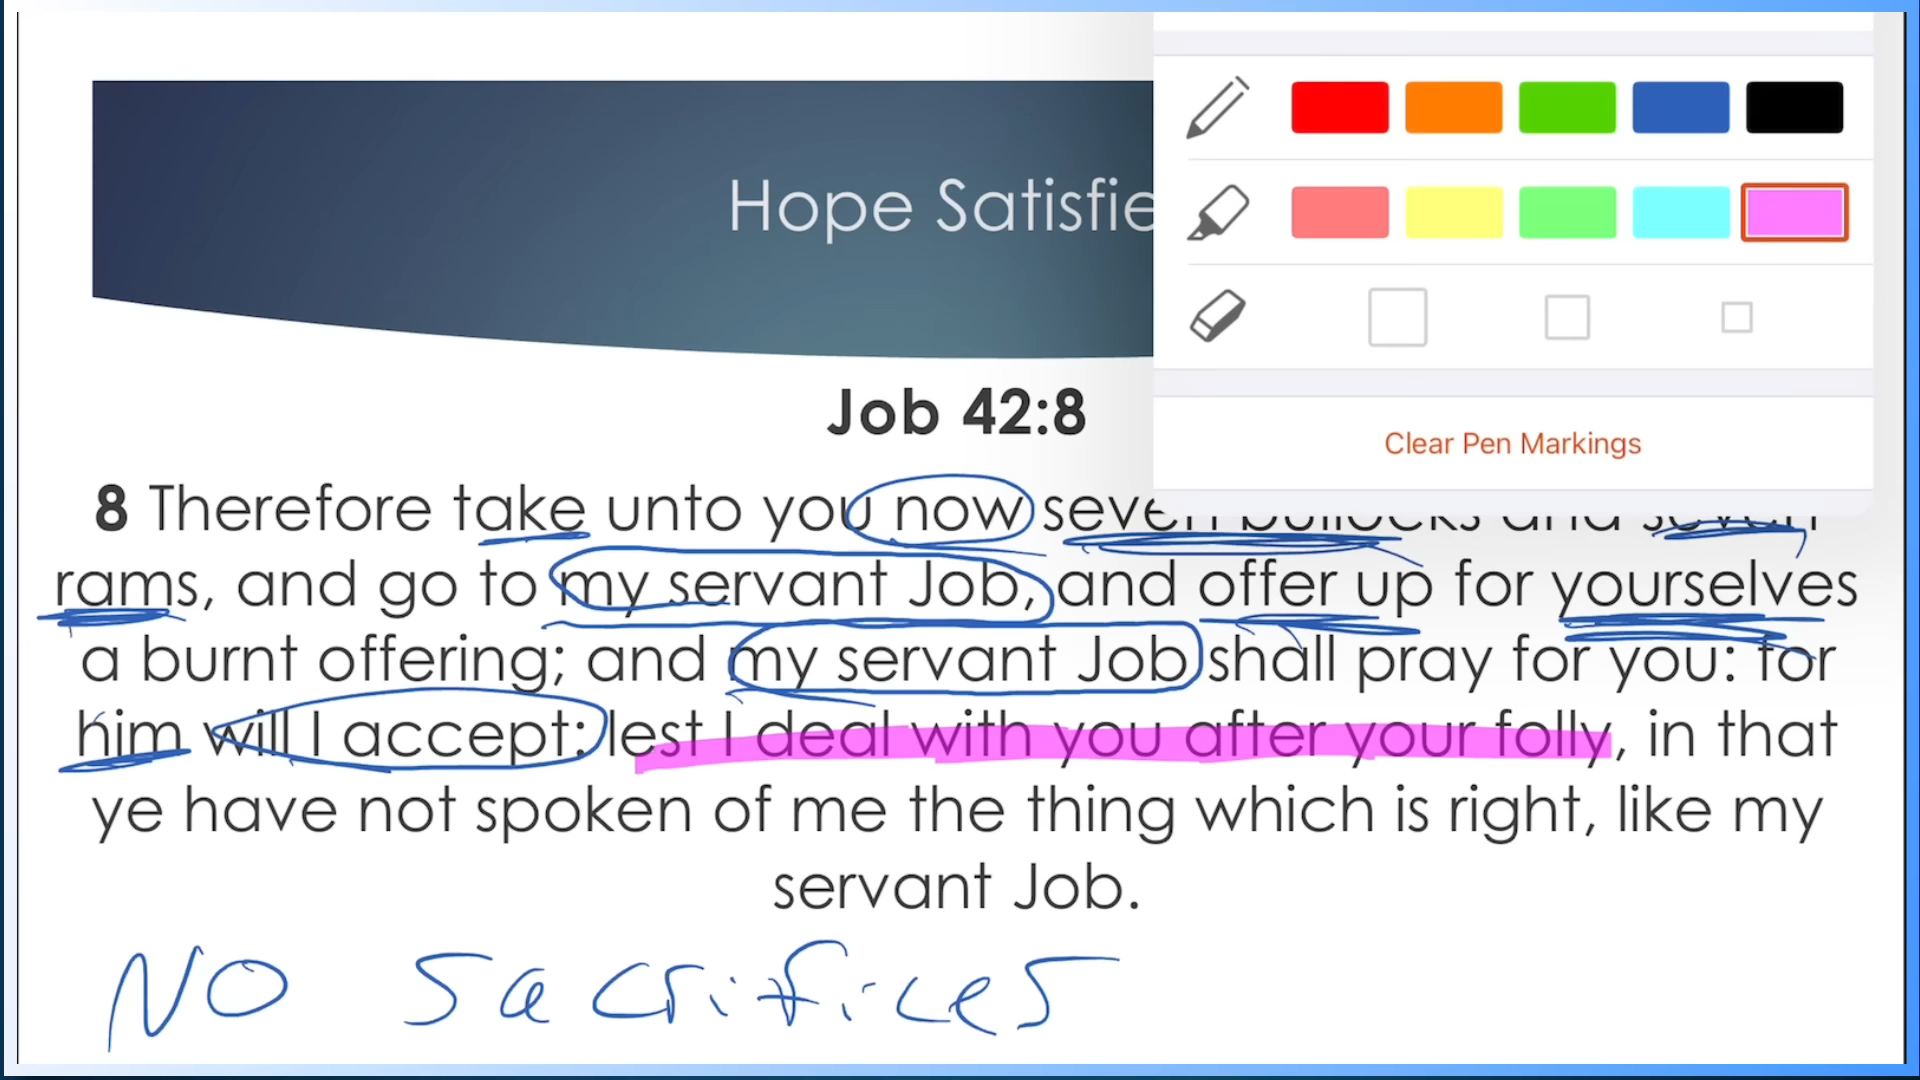 Hope Satisfie
Clear Pen Markings
Job 42:8
8 Therefore take unto you now seven bullocks and seven
rams, and go to my servant Job, and offer up for yourselves
a burnt offering; and my servant Job shall pray for you: for
him will I accept: lest I deal with you after your folly, in that
ye have not spoken of me the thing which is right, like my
servant Job.
NO Sacrifices